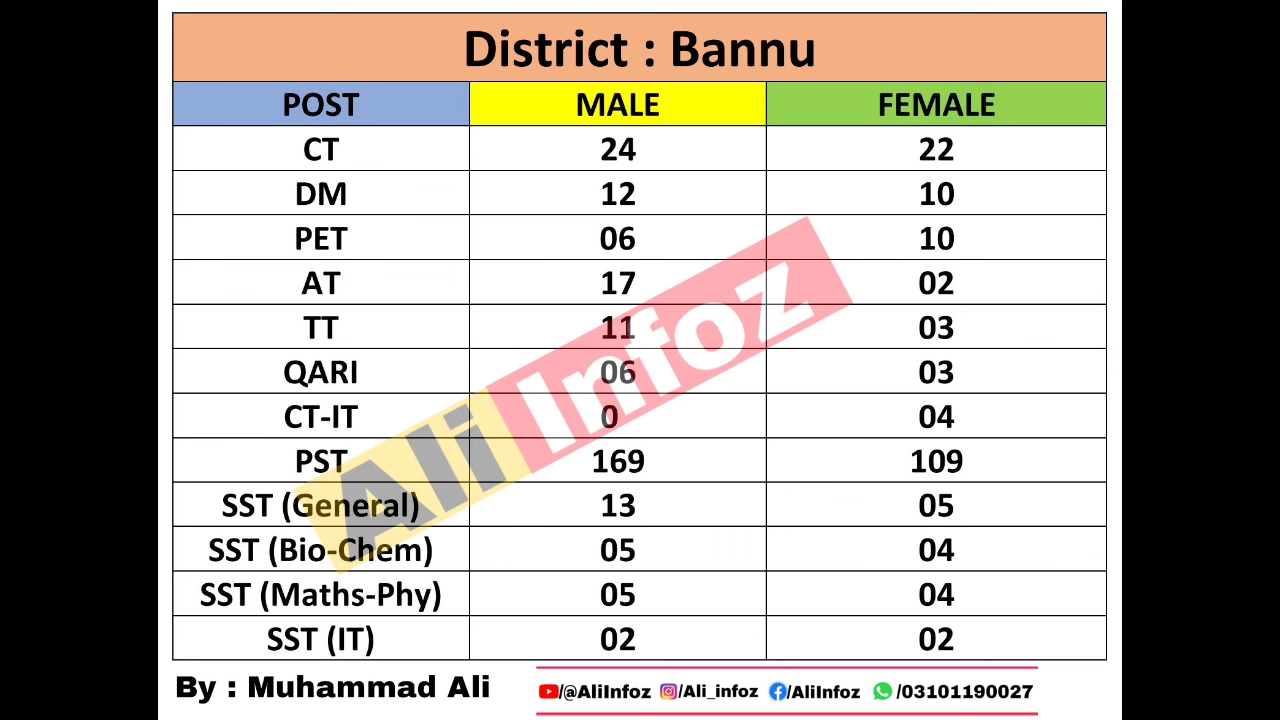 District : Bannu
POST MALE FEMALE
CT 24 22
DM 12 10
PET 06 10
AT 17 02
TT 11 03
QARI 06 03
CT-IT 0 04
PST 169 109
SST (General) 13 05
SST (Bio-Chem) 05 04
SST (Maths-Phy) 05 04
SST (IT) 02 02
Ali Infoz
By : Muhammad Ali /@AliInfoz /Ali_infoz /AliInfoz /03101190027